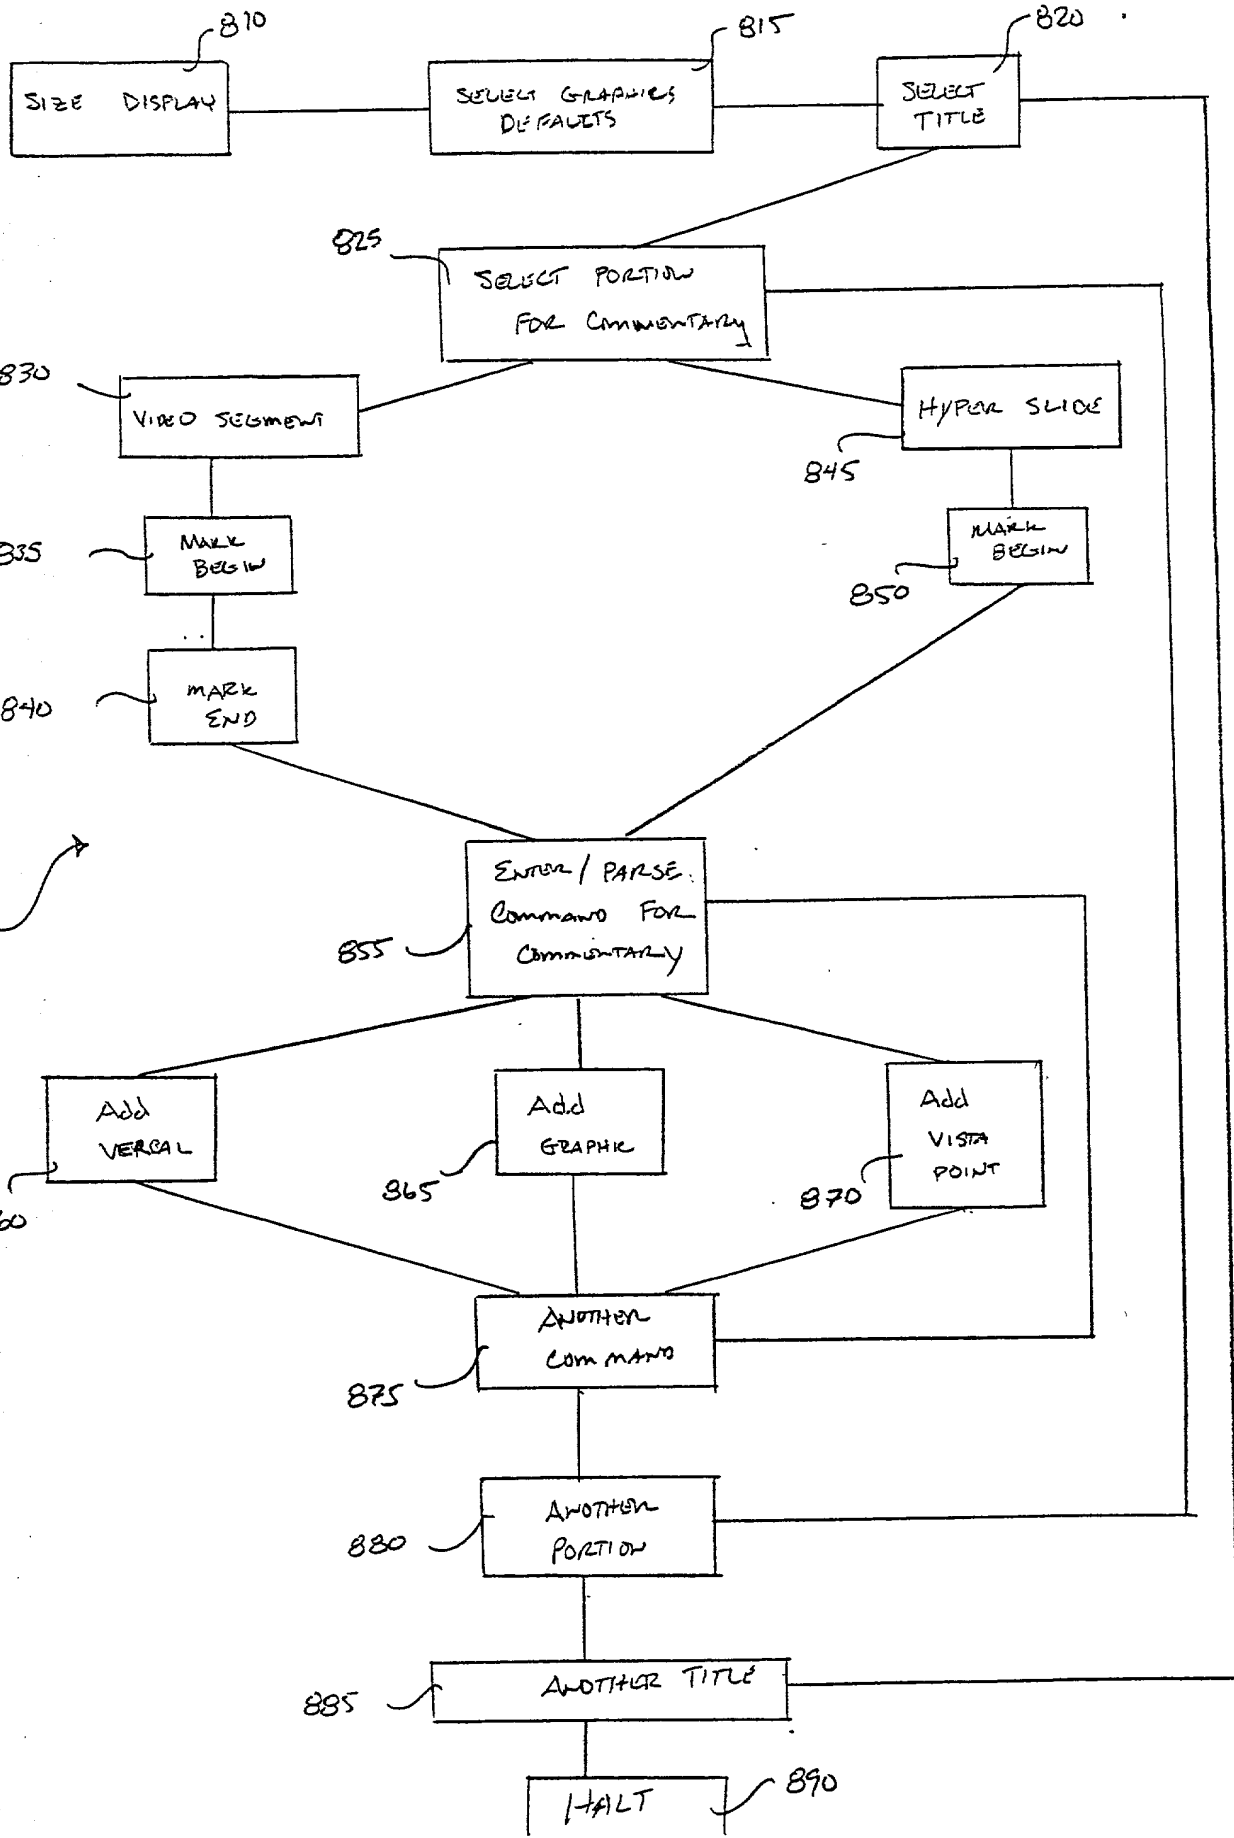 810
815
820
SIZE DISPLAY
SELECT GRAPHICS
DEFAULTS
SELECT
TITLE
825
SELECT PORTION
FOR COMMENTARY
830
VIDEO SEGMENT
HYPER SLIDE
845
835
MARK
BEGIN
MARK
BEGIN
850
840
MARK
END
ENTER / PARSE
COMMAND FOR
COMMENTARY
855
Add
VERBAL
60
Add
GRAPHIC
865
Add
VISTA
POINT
870
ANOTHER
COMMAND
875
ANOTHER
PORTION
880
ANOTHER TITLE
885
HALT
890